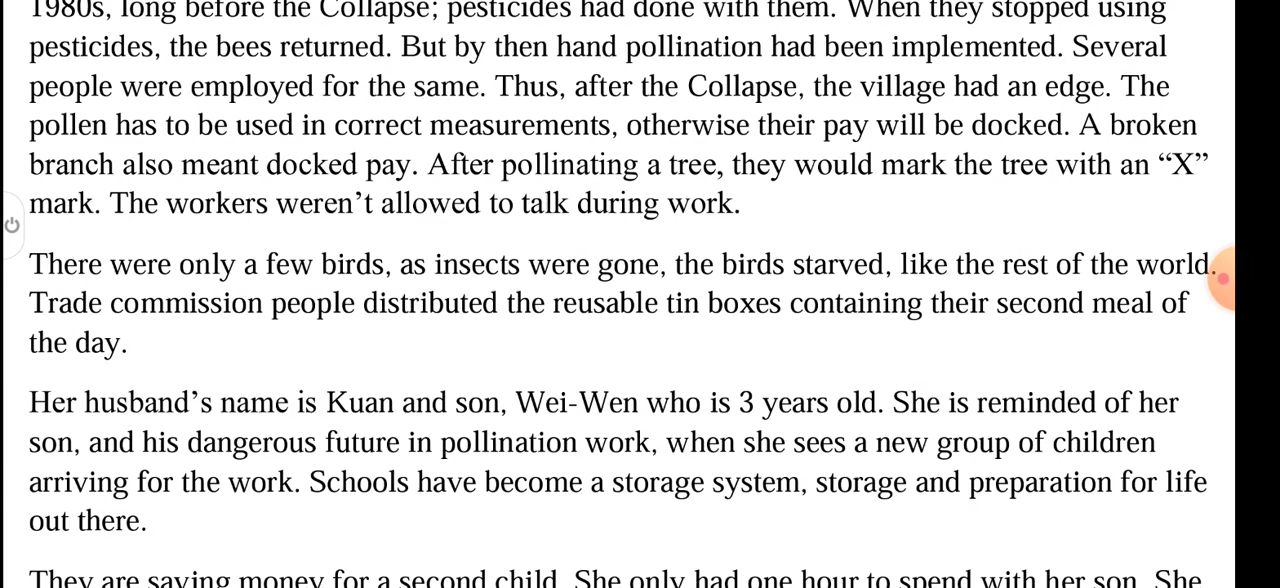 1980s, long before the Collapse; pesticides had done with them. When they stopped using
pesticides, the bees returned. But by then hand pollination had been implemented. Several
people were employed for the same. Thus, after the Collapse, the village had an edge. The
pollen has to be used in correct measurements, otherwise their pay will be docked. A broken
branch also meant docked pay. After pollinating a tree, they would mark the tree with an “X”
mark. The workers weren’t allowed to talk during work.
There were only a few birds, as insects were gone, the birds starved, like the rest of the world.
Trade commission people distributed the reusable tin boxes containing their second meal of
the day.
Her husband’s name is Kuan and son, Wei-Wen who is 3 years old. She is reminded of her
son, and his dangerous future in pollination work, when she sees a new group of children
arriving for the work. Schools have become a storage system, storage and preparation for life
out there.
They are saving money for a second child. She only had one hour to spend with her son. She